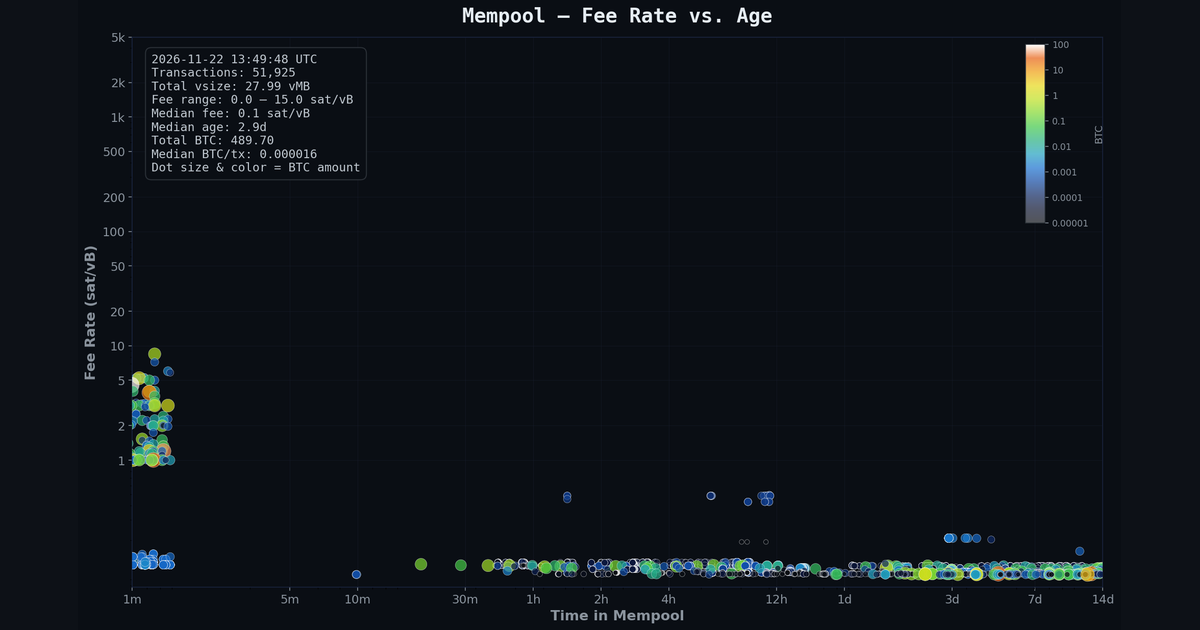 Mempool — Fee Rate vs. Age
5k
2k
1k
500
200
100
50
20
10
5
2
1
Fee Rate (sat/vB)
2026-11-22 13:49:48 UTC
Transactions: 51,925
Total vsize: 27.99 vMB
Fee range: 0.0 – 15.0 sat/vB
Median fee: 0.1 sat/vB
Median age: 2.9d
Total BTC: 489.70
Median BTC/tx: 0.000016
Dot size & color = BTC amount
100
10
1
0.1
0.01
0.001
0.0001
0.00001
BTC
1m
5m
10m
30m
1h
2h
4h
12h
1d
3d
7d
14d
Time in Mempool